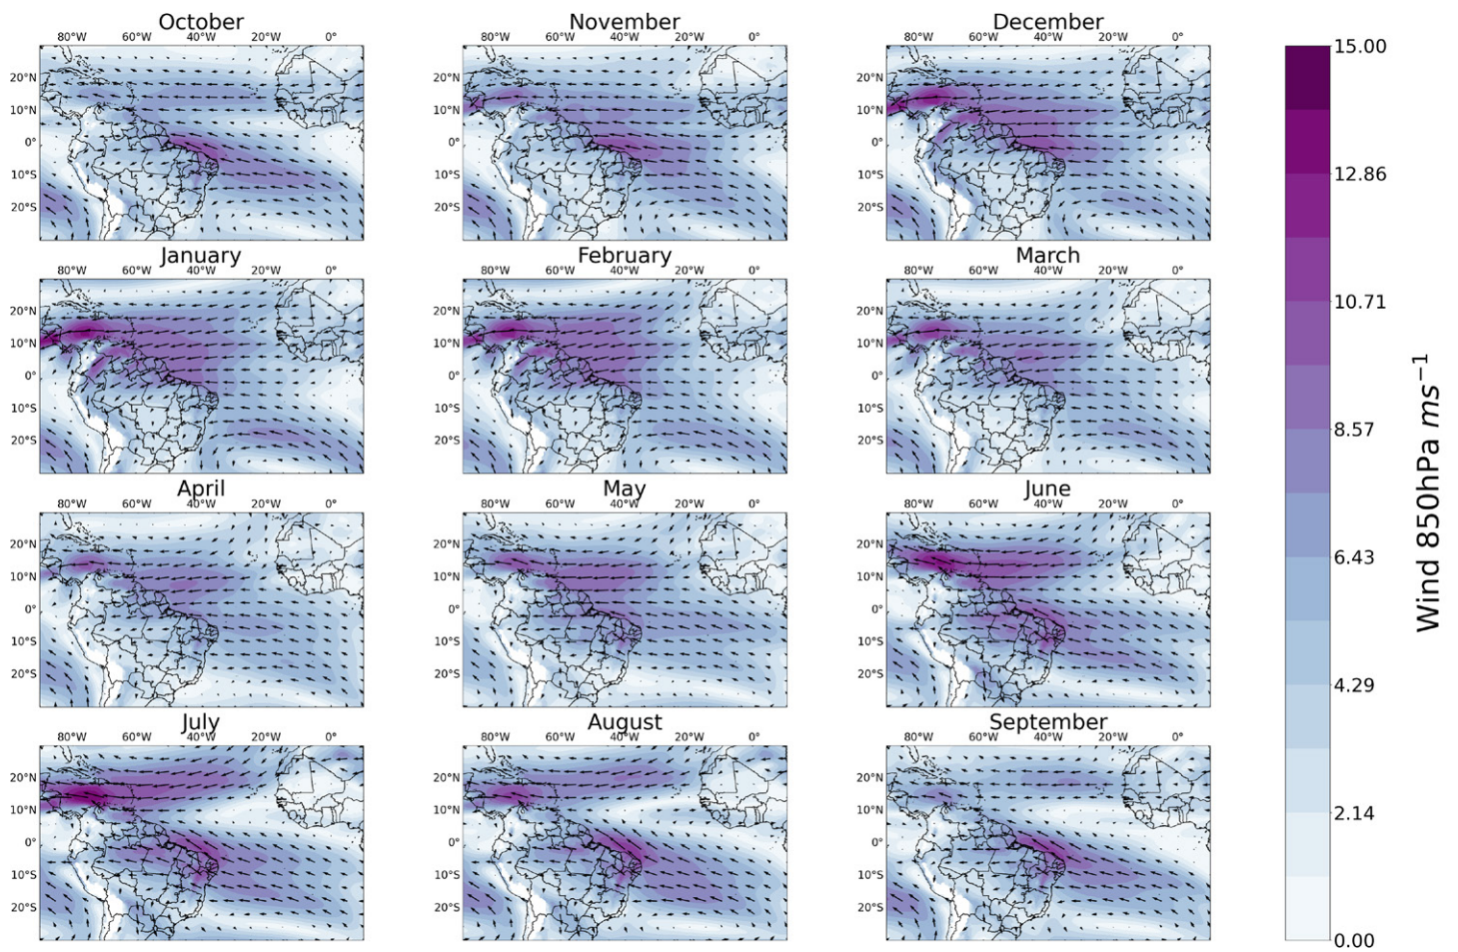 October November December
80°W 60°W 40°W 20°W 0° 80°W 60°W 40°W 20°W 0° 80°W 60°W 40°W 20°W 0°
20°N 20°N 20°N
10°N 10°N 10°N
0° 0° 0°
10°S 10°S 10°S
20°S 20°S 20°S
January February March
80°W 60°W 40°W 20°W 0° 80°W 60°W 40°W 20°W 0° 80°W 60°W 40°W 20°W 0°
20°N 20°N 20°N
10°N 10°N 10°N
0° 0° 0°
10°S 10°S 10°S
20°S 20°S 20°S
April May June
80°W 60°W 40°W 20°W 0° 80°W 60°W 40°W 20°W 0° 80°W 60°W 40°W 20°W 0°
20°N 20°N 20°N
10°N 10°N 10°N
0° 0° 0°
10°S 10°S 10°S
20°S 20°S 20°S
July August September
80°W 60°W 40°W 20°W 0° 80°W 60°W 40°W 20°W 0° 80°W 60°W 40°W 20°W 0°
20°N 20°N 20°N
10°N 10°N 10°N
0° 0° 0°
10°S 10°S 10°S
20°S 20°S 20°S
15.00
12.86
10.71
8.57
6.43
4.29
2.14
0.00
Wind 850hPa ms⁻¹